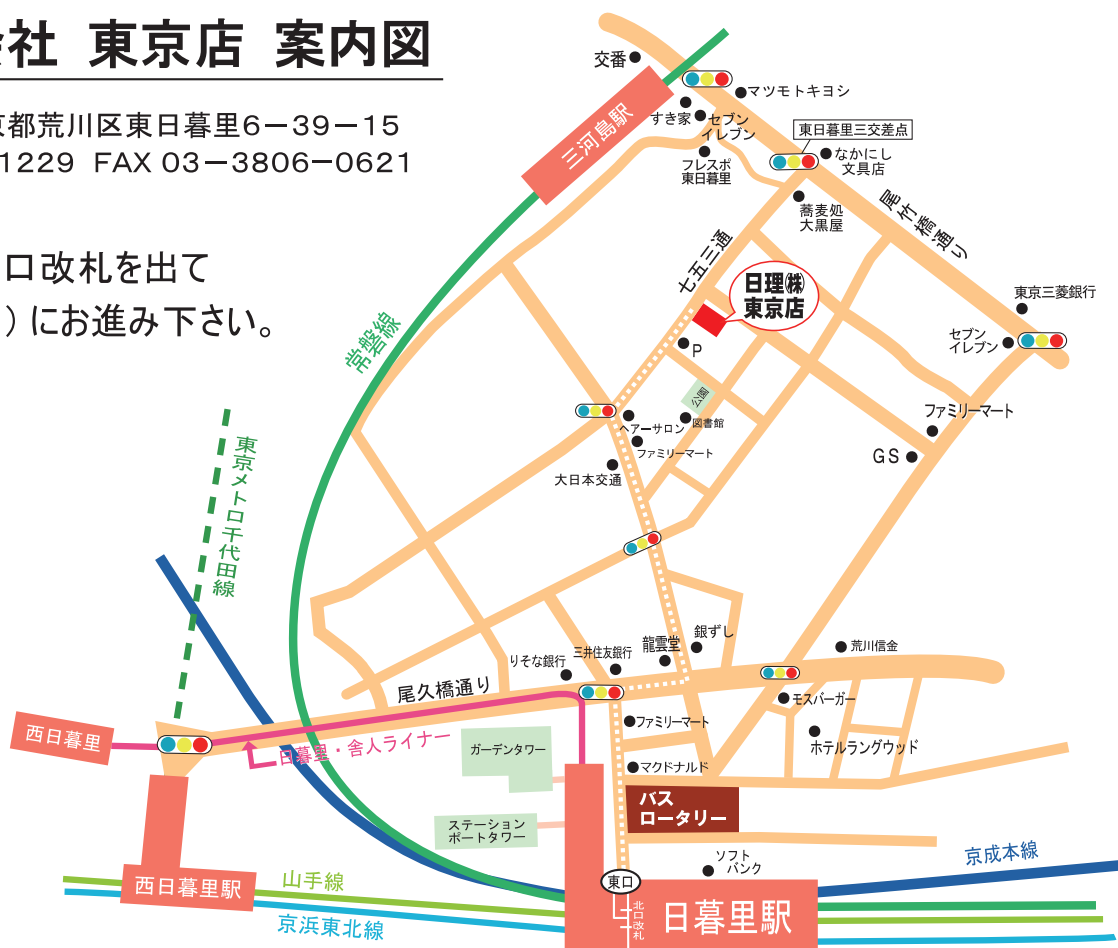 会社 東京店 案内図
京都荒川区東日暮里6－39－15
1229 FAX 03－3806－0621
口改札を出て
）にお進み下さい。
交番
マツモトキヨシ
三河島駅
すき家
セブン
イレブン
東日暮里三交差点
フレスポ
東日暮里
なかにし
文具店
蕎麦処
大黒屋
尾竹橋通り
七五三通
日理㈱
東京店
東京三菱銀行
セブン
イレブン
常磐線
P
公園
ファミリーマート
ヘアーサロン
図書館
ファミリーマート
GS
大日本交通
東京メトロ千代田線
銀ずし
龍雲堂
三井住友銀行
りそな銀行
荒川信金
尾久橋通り
モスバーガー
ファミリーマート
西日暮里
日暮里・舎人ライナー
ガーデンタワー
ホテルラングウッド
マクドナルド
バス
ロータリー
ステーション
ポートタワー
ソフト
バンク
京成本線
東口
西日暮里駅
山手線
北口改札
日暮里駅
京浜東北線